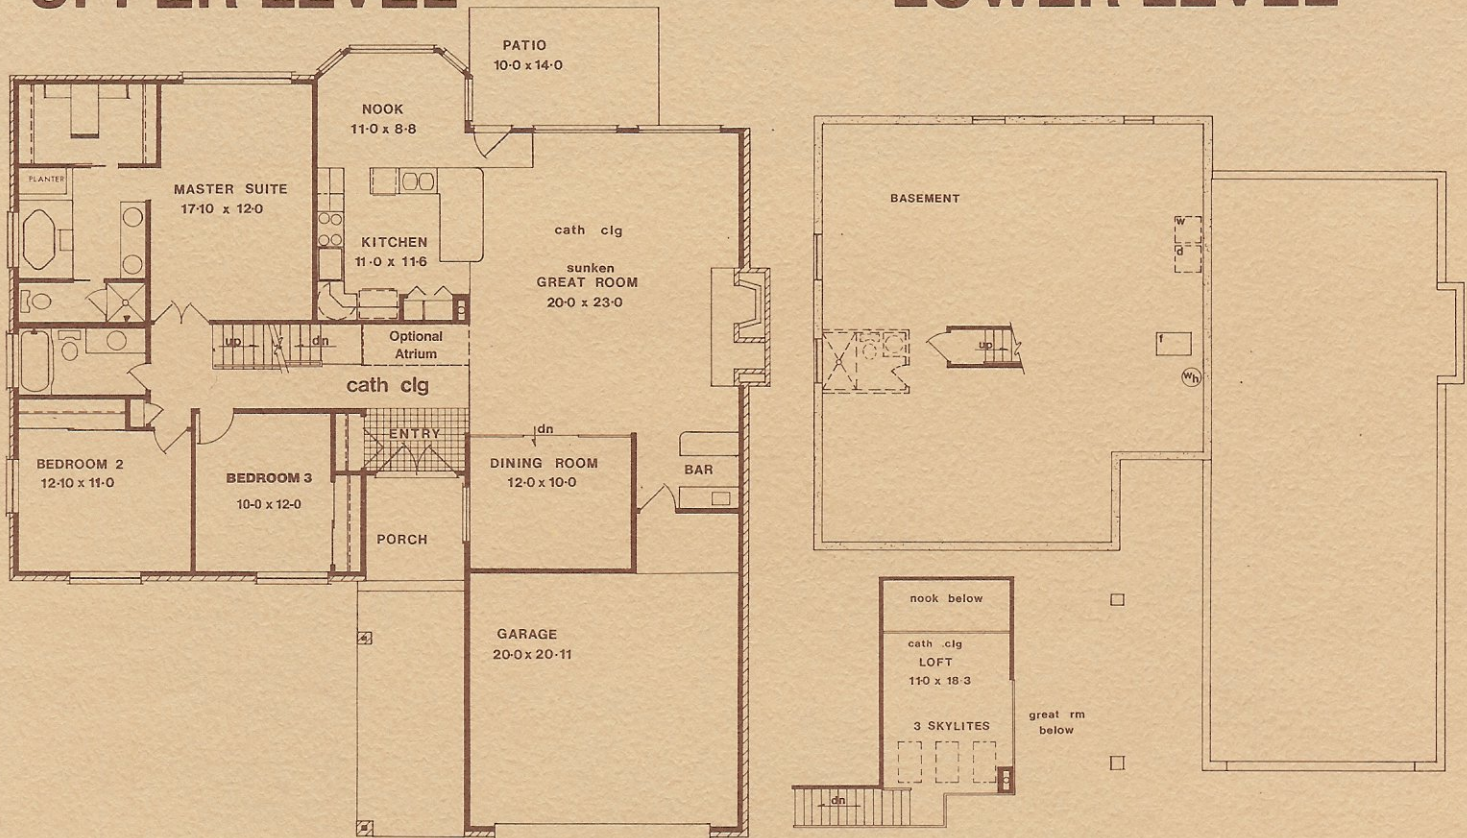 UPPER LEVEL
LOWER LEVEL
PATIO
10-0 x 14-0
NOOK
11-0 x 8-8
PLANTER
MASTER SUITE
17-10 x 12-0
KITCHEN
11-0 x 11-6
cath clg
sunken
GREAT ROOM
20-0 x 23-0
up
dn
Optional
Atrium
cath clg
ENTRY
dn
BEDROOM 2
12-10 x 11-0
BEDROOM 3
10-0 x 12-0
DINING ROOM
12-0 x 10-0
BAR
PORCH
GARAGE
20-0 x 20-11
BASEMENT
w
d
up
f
wh
nook below
cath clg
LOFT
11-0 x 18-3
3 SKYLITES
great rm
below
dn